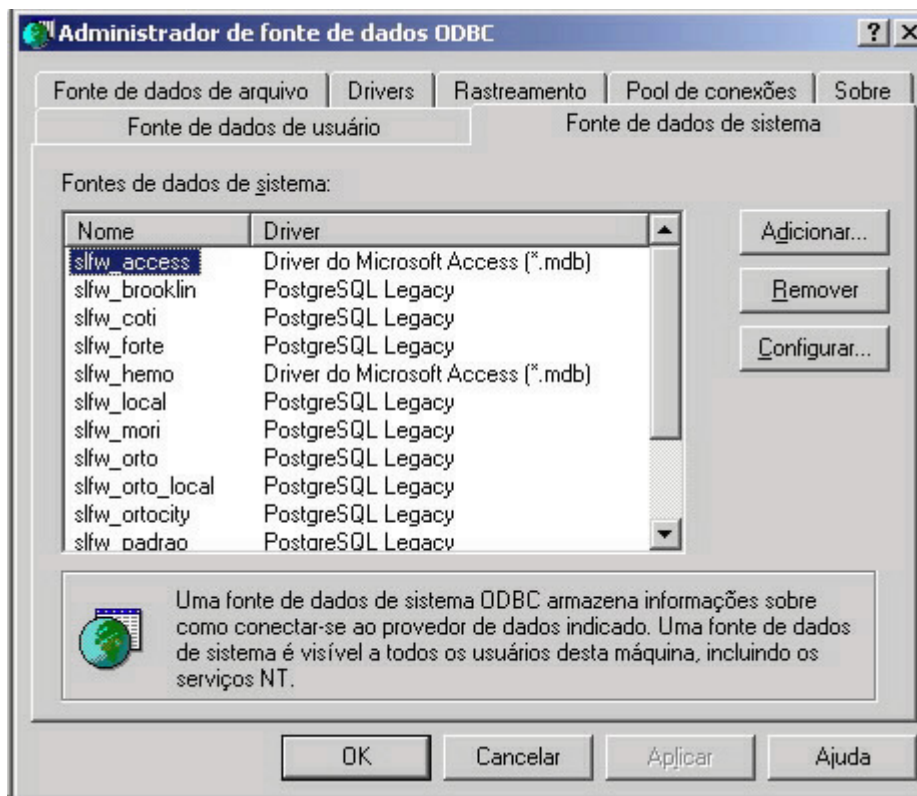 Administrador de fonte de dados ODBC
Fonte de dados de arquivo Drivers Rastreamento Pool de conexões Sobre
Fonte de dados de usuário Fonte de dados de sistema
Fontes de dados de sistema:
Nome Driver
slfw_access Driver do Microsoft Access (*.mdb)
slfw_brooklin PostgreSQL Legacy
slfw_coti PostgreSQL Legacy
slfw_forte PostgreSQL Legacy
slfw_hemo Driver do Microsoft Access (*.mdb)
slfw_local PostgreSQL Legacy
slfw_mori PostgreSQL Legacy
slfw_orto PostgreSQL Legacy
slfw_orto_local PostgreSQL Legacy
slfw_ortocity PostgreSQL Legacy
slfw_padrao PostgreSQL Legacy
Adicionar...
Remover
Configurar...
Uma fonte de dados de sistema ODBC armazena informações sobre
como conectar-se ao provedor de dados indicado. Uma fonte de dados
de sistema é visível a todos os usuários desta máquina, incluindo os
serviços NT.
OK Cancelar Aplicar Ajuda